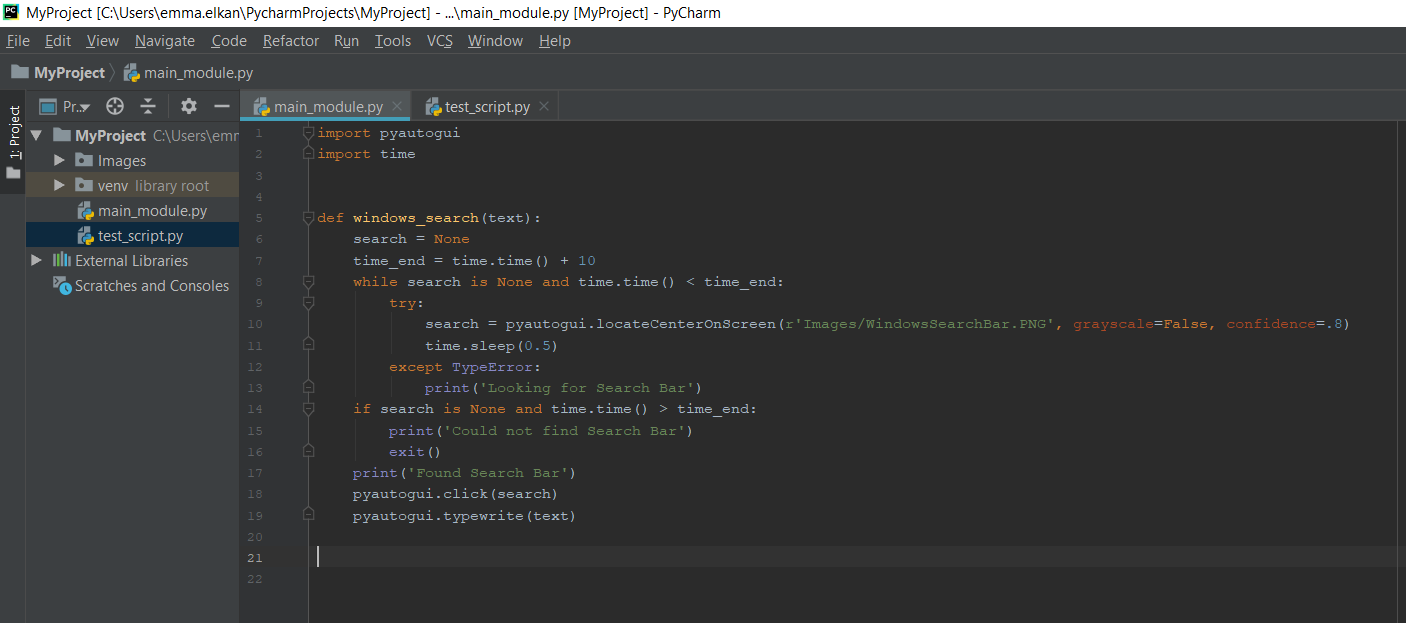 PC MyProject [C:\Users\emma.elkan\PycharmProjects\MyProject] - ...\main_module.py [MyProject] - PyCharm
File Edit View Navigate Code Refactor Run Tools VCS Window Help
MyProject main_module.py
1: Project
Pr..
MyProject C:\Users\emm
Images
venv library root
main_module.py
test_script.py
External Libraries
Scratches and Consoles
main_module.py test_script.py
1 import pyautogui
2 import time
3
4
5 def windows_search(text):
6     search = None
7     time_end = time.time() + 10
8     while search is None and time.time() < time_end:
9         try:
10             search = pyautogui.locateCenterOnScreen(r'Images/WindowsSearchBar.PNG', grayscale=False, confidence=.8)
11             time.sleep(0.5)
12         except TypeError:
13             print('Looking for Search Bar')
14     if search is None and time.time() > time_end:
15         print('Could not find Search Bar')
16         exit()
17     print('Found Search Bar')
18     pyautogui.click(search)
19     pyautogui.typewrite(text)
20
21
22